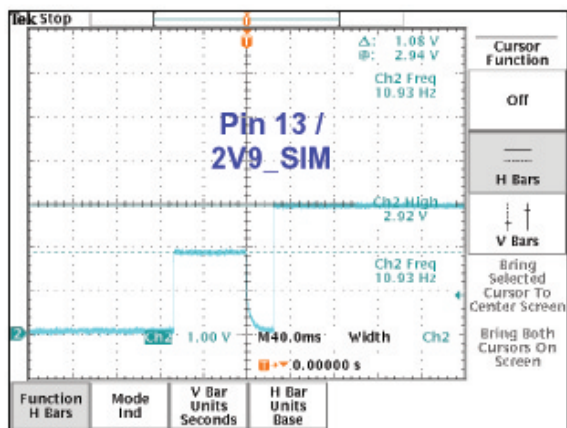 Tek Stop
Δ: 1.08 V
@: 2.94 V
Ch2 Freq
10.93 Hz
Pin 13 /
2V9_SIM
Ch2 High
2.92 V
Ch2 Freq
10.93 Hz
2
Ch2 1.00 V M 40.0ms Width Ch2
T 0.00000 s
Cursor
Function
Off
H Bars
V Bars
Bring
Selected
Cursor To
Center Screen
Bring Both
Cursors On
Screen
Function
H Bars
Mode
Ind
V Bar
Units
Seconds
H Bar
Units
Base